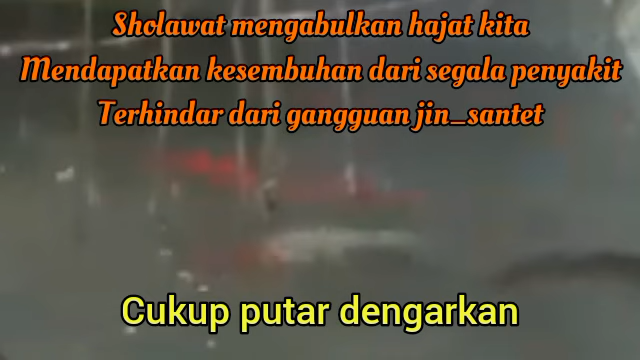 Sholawat mengabulkan hajat kita
Mendapatkan kesembuhan dari segala penyakit
Terhindar dari gangguan jin_santet
Cukup putar dengarkan